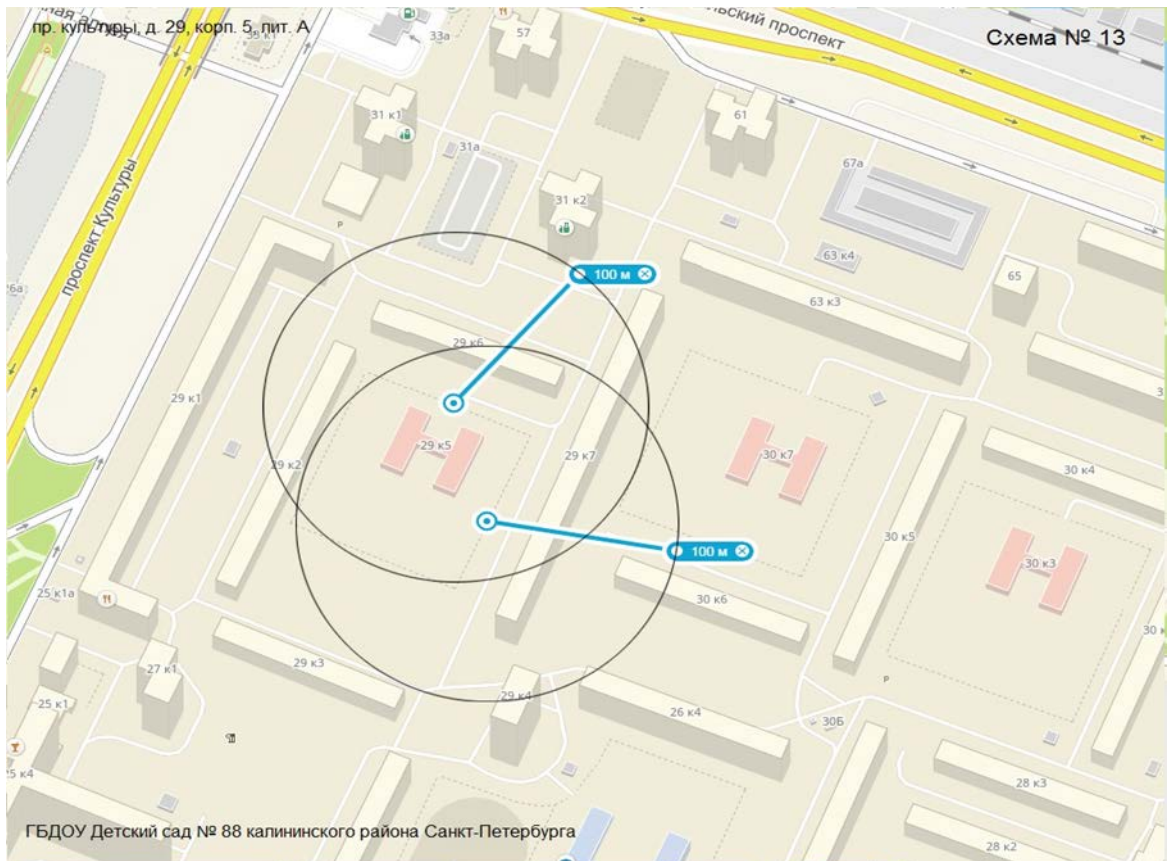 пр. культуры, д. 29, корп. 5, лит. А
Схема № 13
33а
57
31 к1
31а
61
67а
31 к2
P
проспект Культуры
100 м
63 к4
65
63 к3
29 к6
29 к1
29 к5
29 к2
29 к7
30 к7
30 к4
30 к5
100 м
30 к3
25 к1а
30 к6
29 к3
27 к1
P
29 к4
25 к1
26 к4
30Б
28 к3
28 к2
ГБДОУ Детский сад № 88 калининского района Санкт-Петербурга